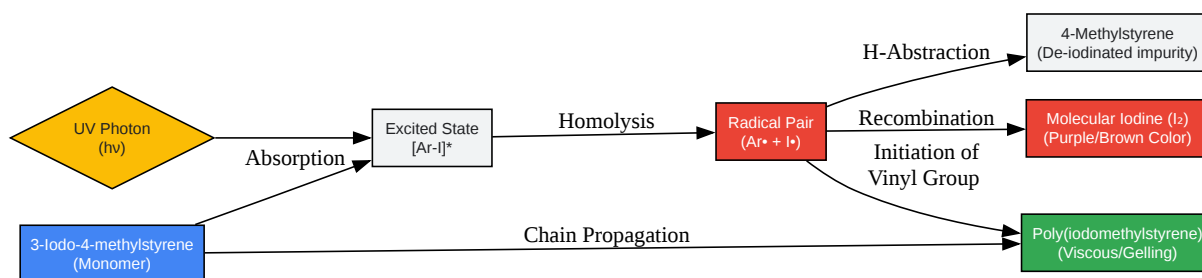 UV Photon
(hν)
Absorption
3-Iodo-4-methylstyrene
(Monomer)
Excited State
[Ar-I]*
Homolysis
Radical Pair
(Ar• + I•)
H-Abstraction
4-Methylstyrene
(De-iodinated impurity)
Recombination
Molecular Iodine (I₂)
(Purple/Brown Color)
Initiation of
Vinyl Group
Chain Propagation
Poly(iodomethylstyrene)
(Viscous/Gelling)